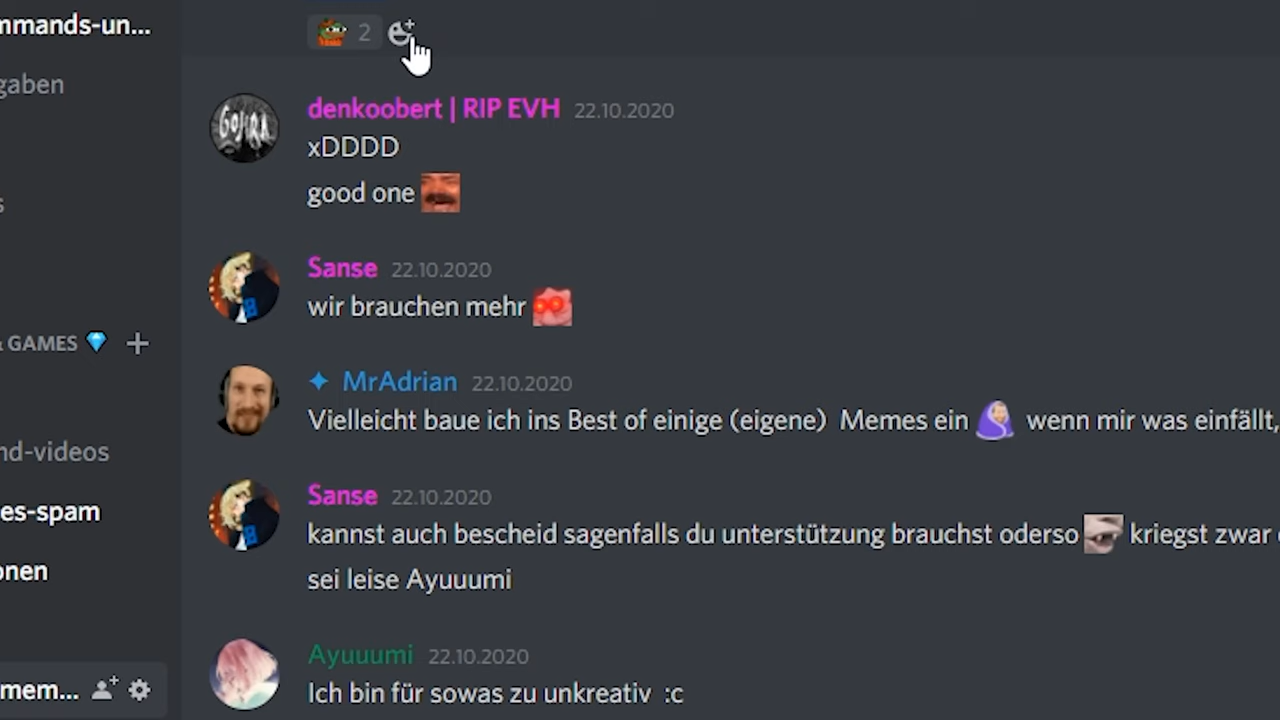 mmands-un...
gaben
s
& GAMES
nd-videos
es-spam
onen
mem...
2
GOJIRA
denkoobert | RIP EVH 22.10.2020
xDDDD
good one
Sanse 22.10.2020
wir brauchen mehr
MrAdrian 22.10.2020
Vielleicht baue ich ins Best of einige (eigene) Memes ein wenn mir was einfällt,
Sanse 22.10.2020
kannst auch bescheid sagenfalls du unterstützung brauchst oderso kriegst zwar
sei leise Ayuuumi
Ayuuumi 22.10.2020
Ich bin für sowas zu unkreativ :c